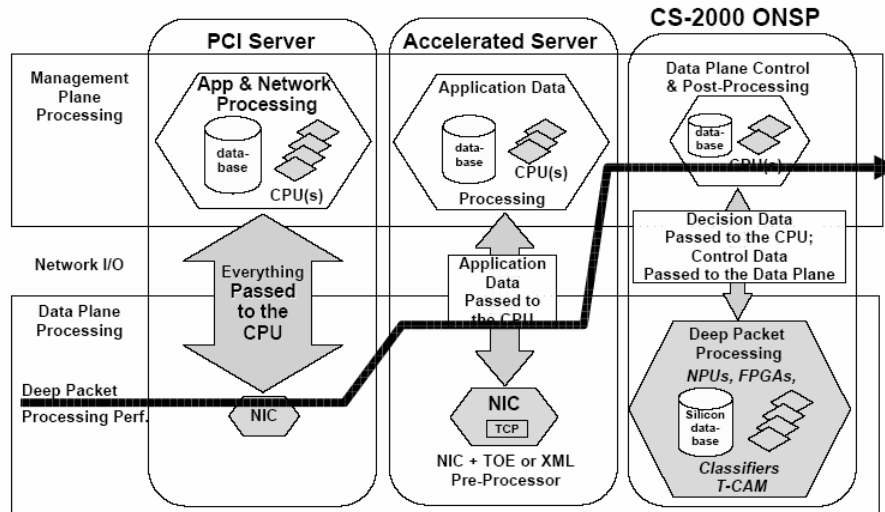 PCI Server
Accelerated Server
CS-2000 ONSP
Management
Plane
Processing
App & Network
Processing
data-
base
CPU(s)
Application Data
data-
base
CPU(s)
Processing
Data Plane Control
& Post-Processing
data-
base
CPU(s)
Network I/O
Everything
Passed
to the
CPU
Application
Data
Passed to
the CPU
Decision Data
Passed to the CPU;
Control Data
Passed to the Data Plane
Data Plane
Processing
Deep Packet
Processing Perf.
NIC
NIC
TCP
NIC + TOE or XML
Pre-Processor
Deep Packet
Processing
NPUs, FPGAs,
Silicon
data-
base
Classifiers
T-CAM